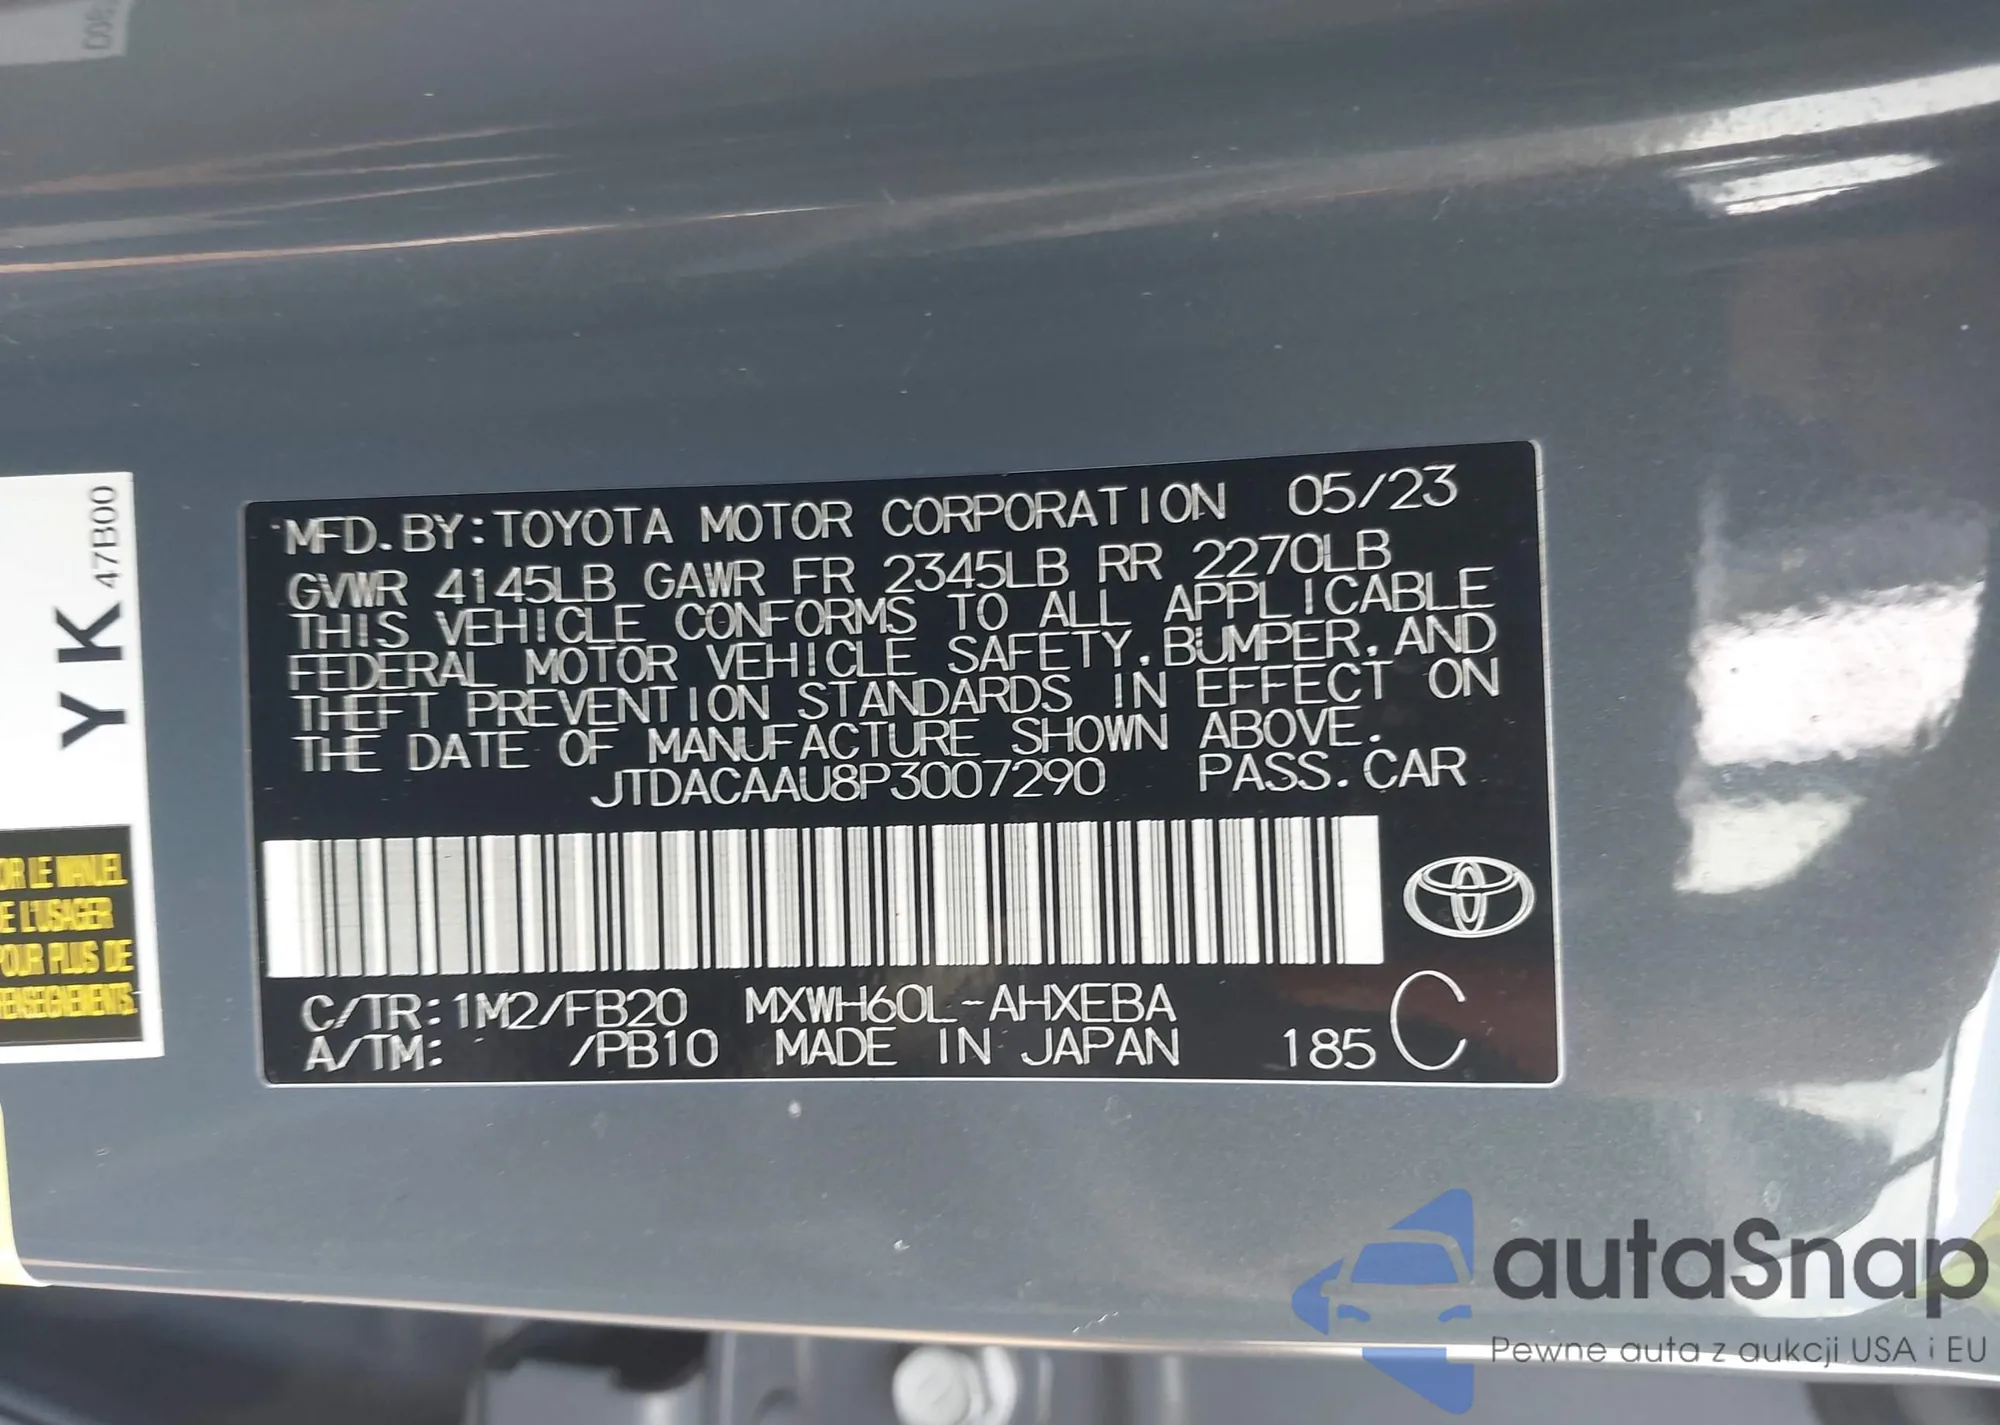 MFD. BY: TOYOTA MOTOR CORPORATION 05/23
GVWR 4145LB GAWR FR 2345LB RR 2270LB
THIS VEHICLE CONFORMS TO ALL APPLICABLE
FEDERAL MOTOR VEHICLE SAFETY, BUMPER, AND
THEFT PREVENTION STANDARDS IN EFFECT ON
THE DATE OF MANUFACTURE SHOWN ABOVE.
JTDACAAU8P3007290 PASS. CAR
C/TR: 1M2/FB20 MXWH60L-AHXEBA
A/TM: /PB10 MADE IN JAPAN 185 C
YK 47B00
LE MANUEL
L'USAGER
POUR PLUS DE
autaSnap
Pewne auta z aukcji USA i EU